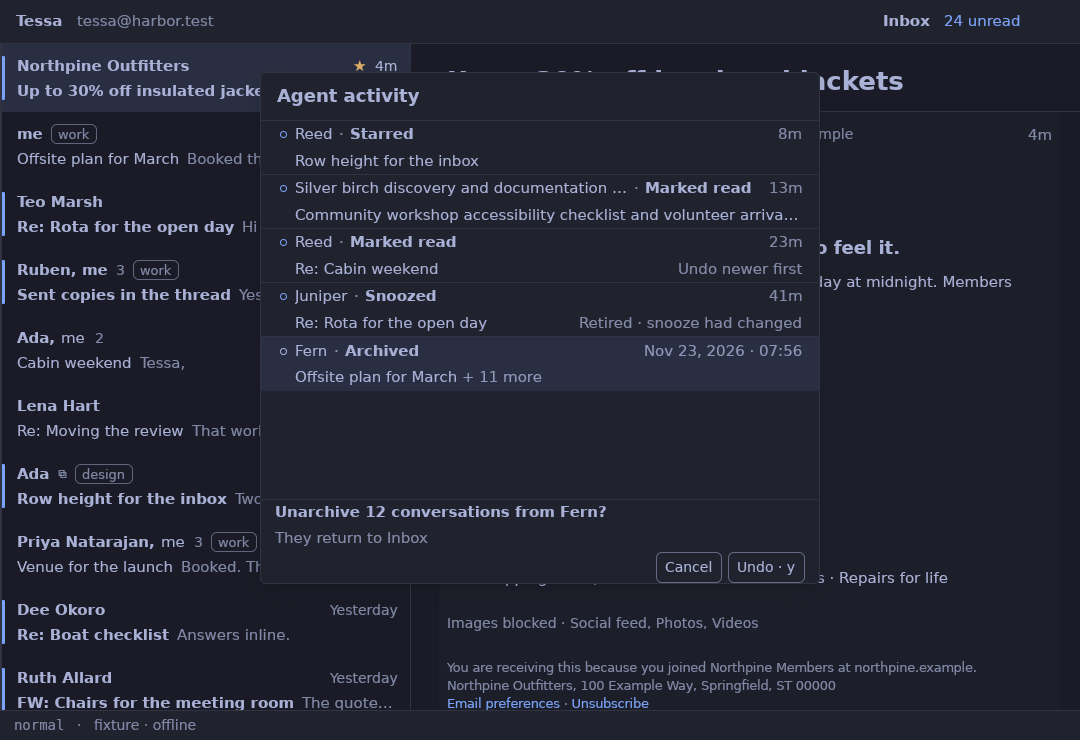 Tessa tessa@harbor.test Inbox 24 unread
Northpine Outfitters ★ 4m
Up to 30% off insulated jacke
me work
Offsite plan for March Booked th
Teo Marsh
Re: Rota for the open day Hi
Ruben, me 3 work
Sent copies in the thread Yes
Ada, me 2
Cabin weekend Tessa,
Lena Hart
Re: Moving the review That work
Ada design
Row height for the inbox Two
Priya Natarajan, me 3 work
Venue for the launch Booked. Th
Dee Okoro Yesterday
Re: Boat checklist Answers inline.
Ruth Allard Yesterday
FW: Chairs for the meeting room The quote…
Agent activity
Reed · Starred 8m
Row height for the inbox
Silver birch discovery and documentation … · Marked read 13m
Community workshop accessibility checklist and volunteer arriva…
Reed · Marked read 23m
Re: Cabin weekend Undo newer first
Juniper · Snoozed 41m
Re: Rota for the open day Retired · snooze had changed
Fern · Archived Nov 23, 2026 · 07:56
Offsite plan for March + 11 more
Unarchive 12 conversations from Fern?
They return to Inbox
Cancel Undo · y
ackets
mple 4m
o feel it.
day at midnight. Members
s · Repairs for life
Images blocked · Social feed, Photos, Videos
You are receiving this because you joined Northpine Members at northpine.example.
Northpine Outfitters, 100 Example Way, Springfield, ST 00000
Email preferences · Unsubscribe
normal · fixture · offline